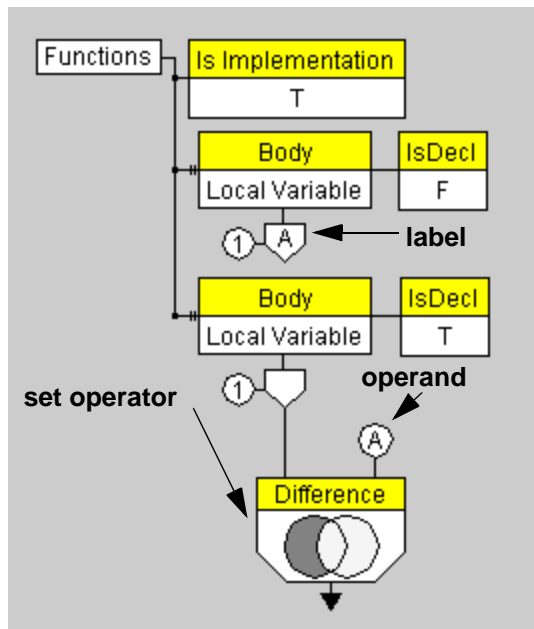 Functions
Is Implementation
T
Body
IsDecl
Local Variable
F
1
A
label
Body
IsDecl
Local Variable
T
operand
1
set operator
A
Difference